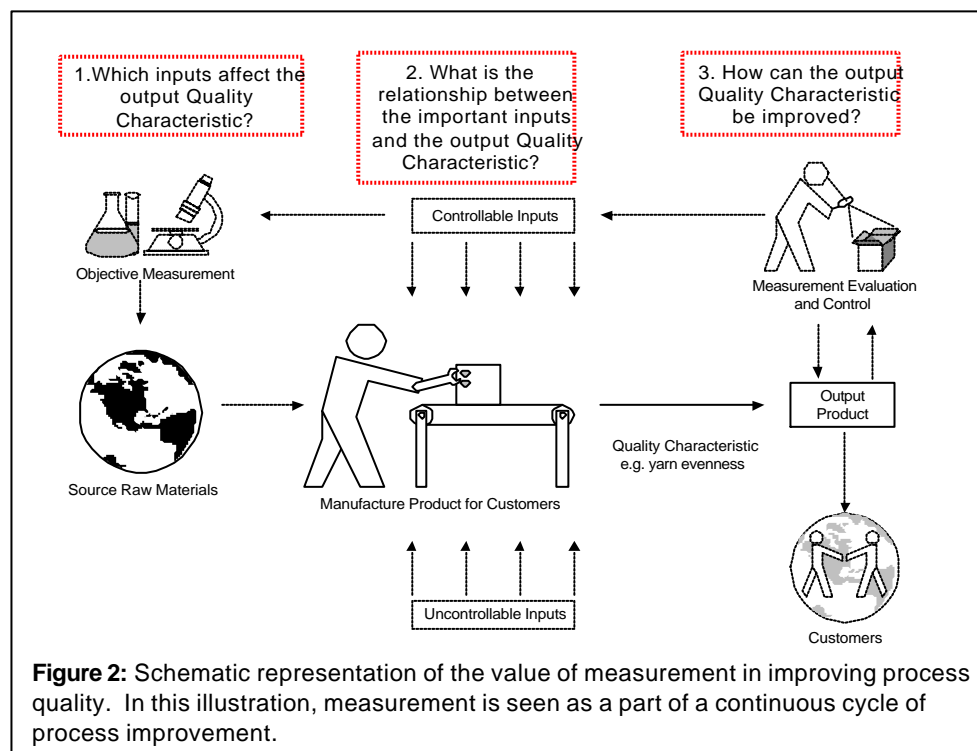 1.Which inputs affect the
output Quality
Characteristic?
2. What is the
relationship between
the important inputs
and the output Quality
Characteristic?
3. How can the output
Quality Characteristic
be improved?
Controllable Inputs
Objective Measurement
Measurement Evaluation
and Control
Output
Product
Quality Characteristic
e.g. yarn evenness
Source Raw Materials
Manufacture Product for Customers
Uncontrollable Inputs
Customers
Figure 2: Schematic representation of the value of measurement in improving process
quality. In this illustration, measurement is seen as a part of a continuous cycle of
process improvement.